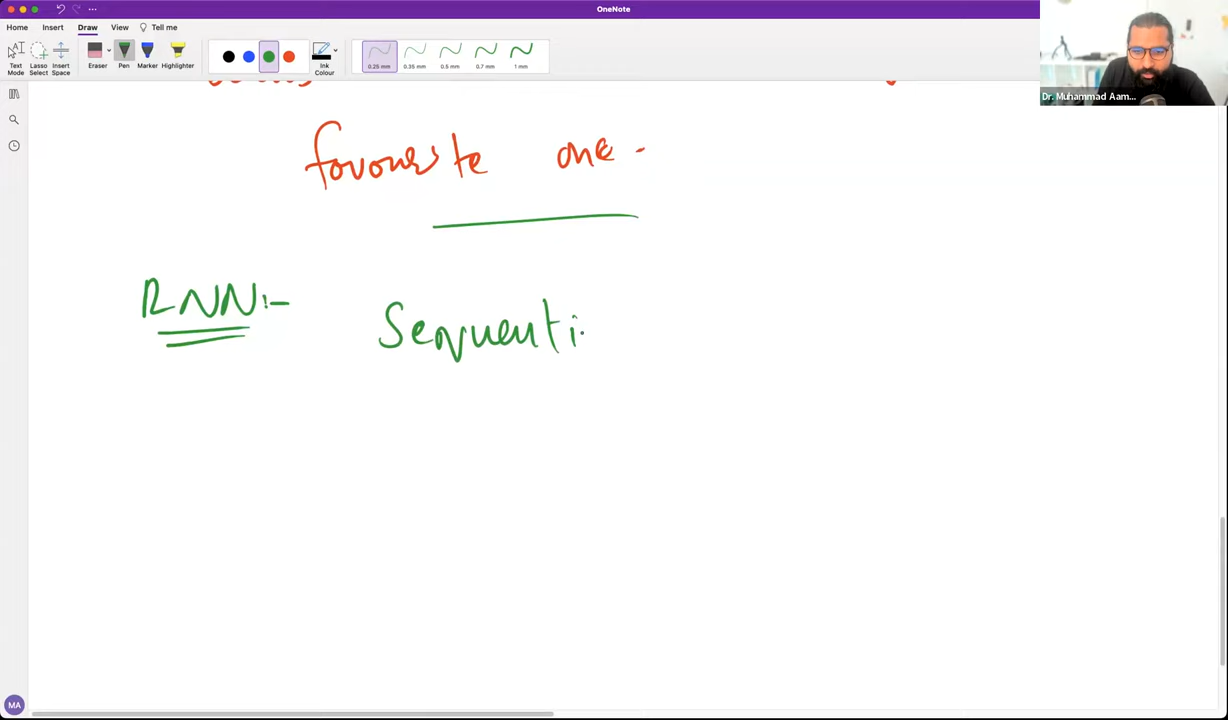 OneNote
Home Insert Draw View Tell me
Text Mode Lasso Select Insert Space Eraser Pen Marker Highlighter Ink Colour 0.25 mm 0.35 mm 0.5 mm 0.7 mm 1 mm
Dr. Muhammad Aam...
favourite one.
RNN:-
Sequenti
MA